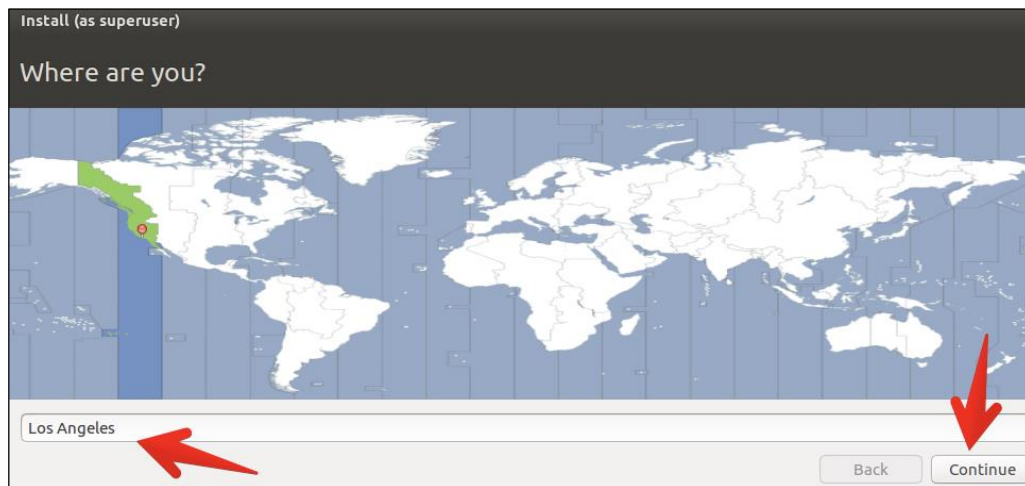 Install (as superuser)
Where are you?
Los Angeles
Back
Continue